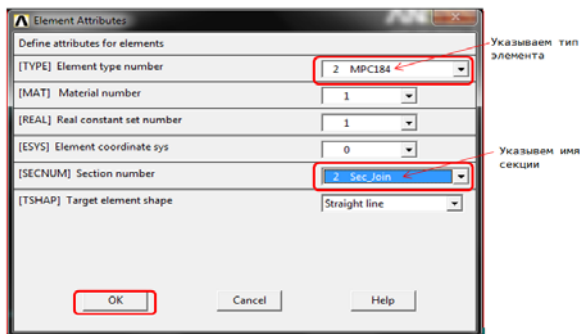 Element Attributes
Define attributes for elements
[TYPE] Element type number
2 MPC184
[MAT] Material number
1
[REAL] Real constant set number
1
[ESYS] Element coordinate sys
0
[SECNUM] Section number
2 Sec_Join
[TSHAP] Target element shape
Straight line
OK
Cancel
Help
Указываем тип
элемента
Указывем имя
секции